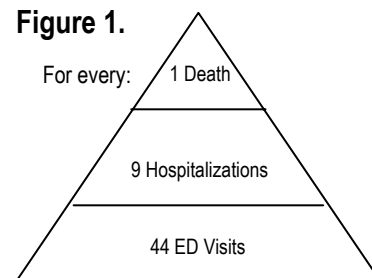 Figure 1.
For every:
1 Death
9 Hospitalizations
44 ED Visits